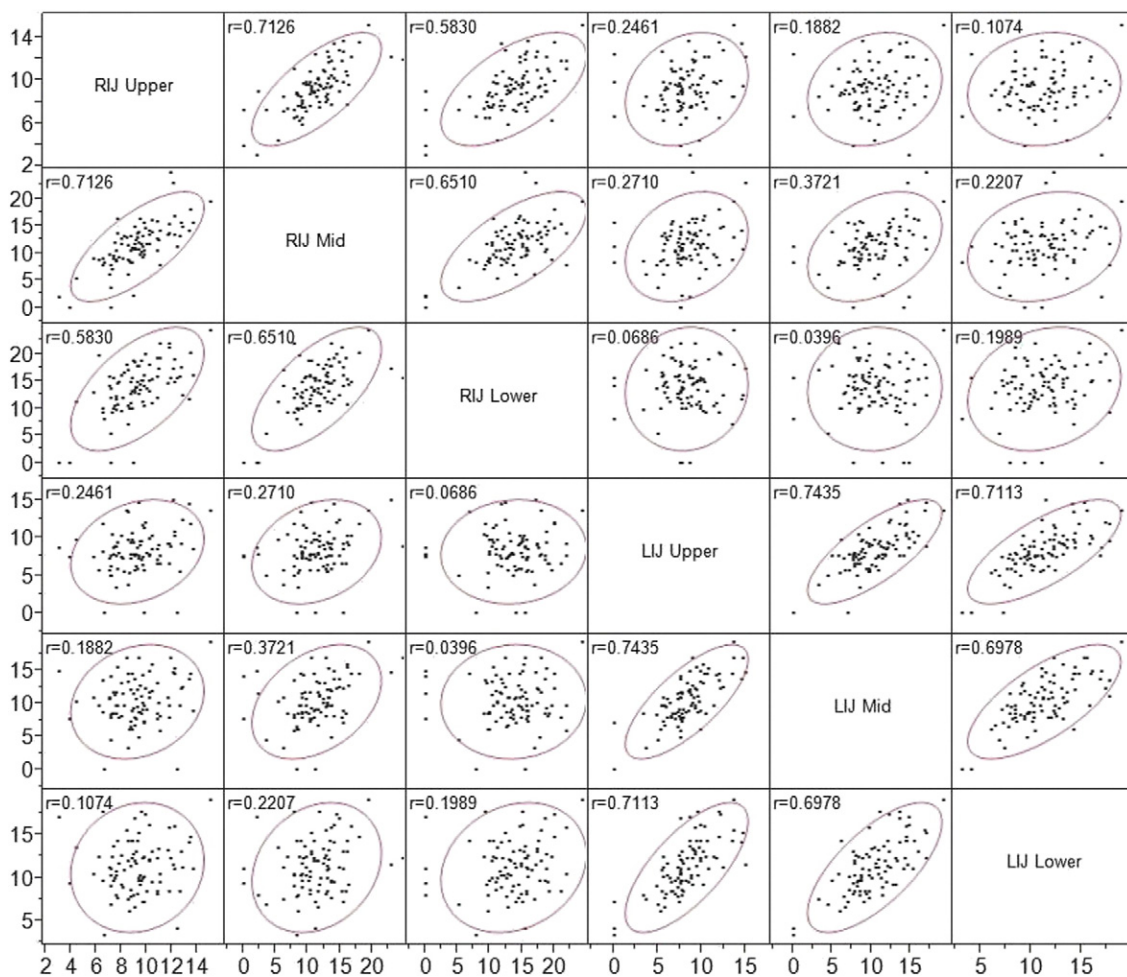 r=0.7126 r=0.5830 r=0.2461 r=0.1882 r=0.1074
14
10
6
2
RIJ Upper
r=0.7126 r=0.6510 r=0.2710 r=0.3721 r=0.2207
20
15
10
5
0
RIJ Mid
r=0.5830 r=0.6510 r=0.0686 r=0.0396 r=0.1989
20
15
10
5
0
RIJ Lower
r=0.2461 r=0.2710 r=0.0686 r=0.7435 r=0.7113
15
10
5
0
LIJ Upper
r=0.1882 r=0.3721 r=0.0396 r=0.7435 r=0.6978
15
10
5
0
LIJ Mid
r=0.1074 r=0.2207 r=0.1989 r=0.7113 r=0.6978
15
10
5
LIJ Lower
2 4 6 8 10 12 14 0 5 10 15 20 0 5 10 15 20 0 5 10 15 0 5 10 15 5 10 15